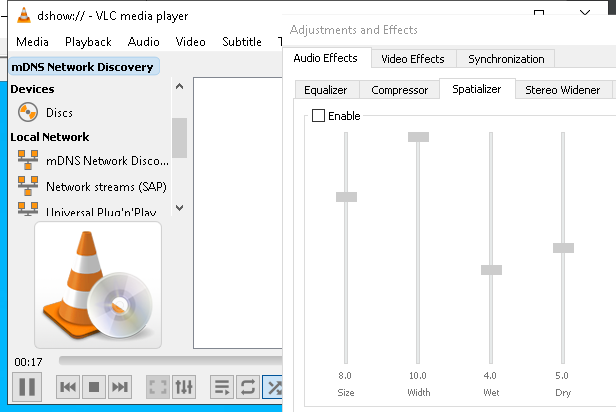 dshow:// - VLC media player
Media Playback Audio Video Subtitle T
mDNS Network Discovery
Devices
Discs
Local Network
mDNS Network Disco...
Network streams (SAP)
Universal Plug'n'Play
00:17
Adjustments and Effects
Audio Effects Video Effects Synchronization
Equalizer Compressor Spatializer Stereo Widener
Enable
8.0 10.0 4.0 5.0
Size Width Wet Dry